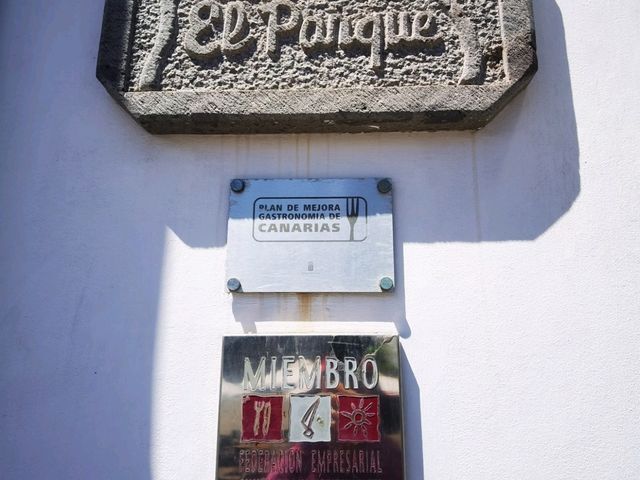 El Parque
PLAN DE MEJORA
GASTRONOMIA DE
CANARIAS
MIEMBRO
FEDERACION EMPRESARIAL